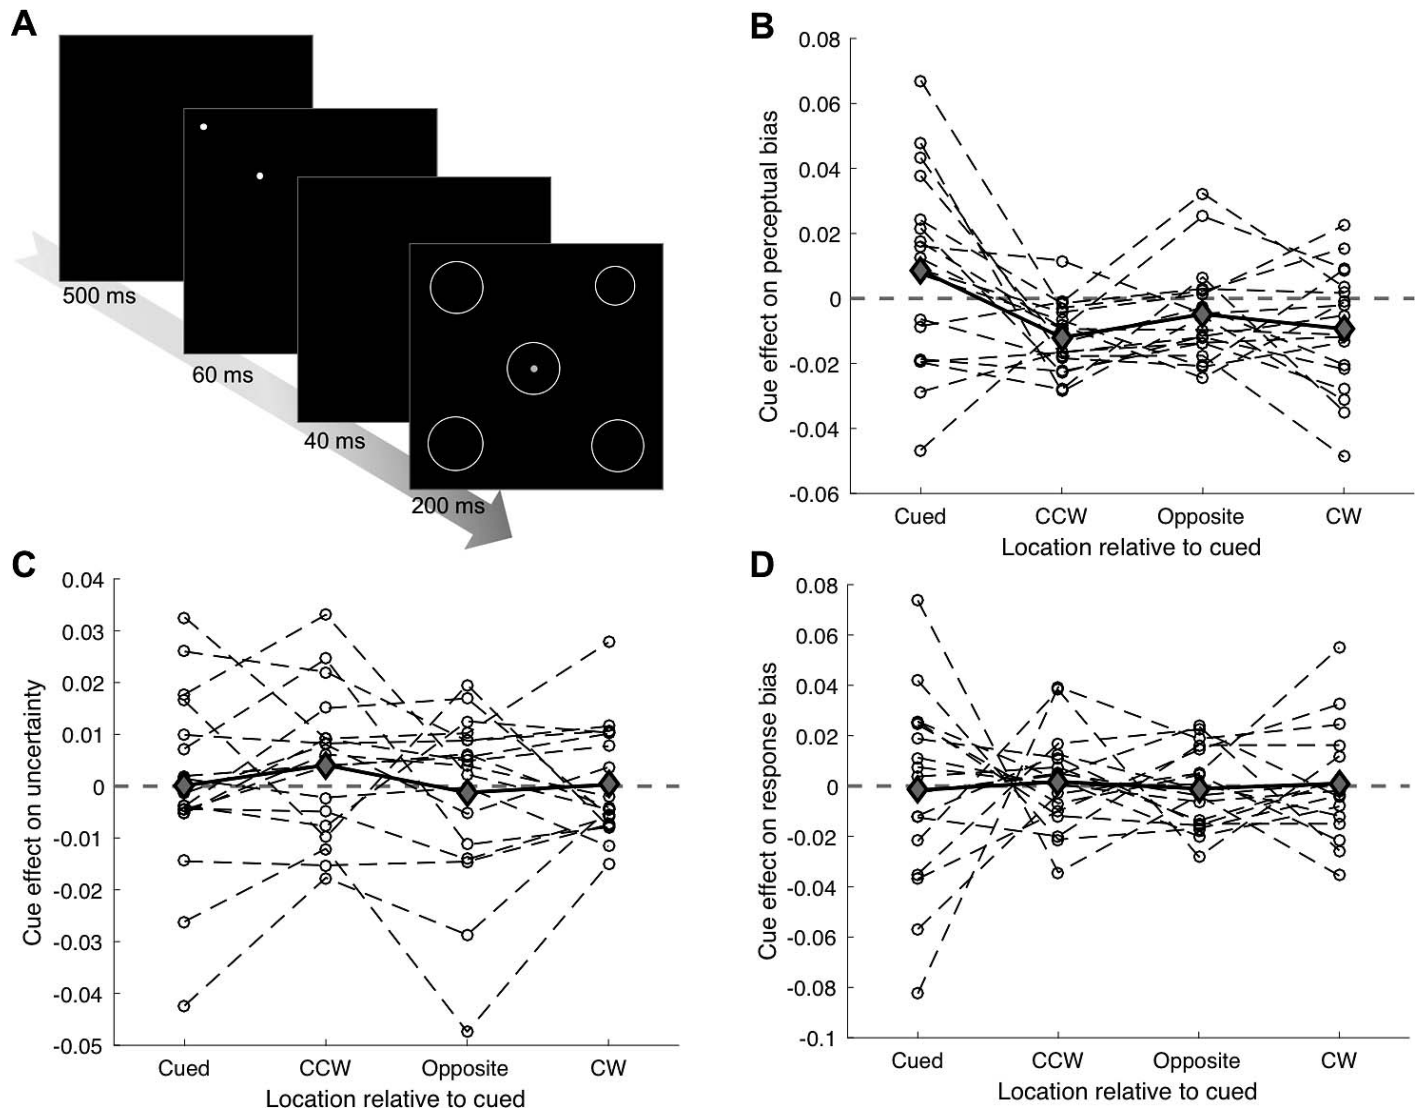 A
500 ms
60 ms
40 ms
200 ms
B
0.08
0.06
0.04
0.02
0
-0.02
-0.04
-0.06
Cue effect on perceptual bias
Cued CCW Opposite CW
Location relative to cued
C
0.04
0.03
0.02
0.01
0
-0.01
-0.02
-0.03
-0.04
-0.05
Cue effect on uncertainty
Cued CCW Opposite CW
Location relative to cued
D
0.08
0.06
0.04
0.02
0
-0.02
-0.04
-0.06
-0.08
-0.1
Cue effect on response bias
Cued CCW Opposite CW
Location relative to cued